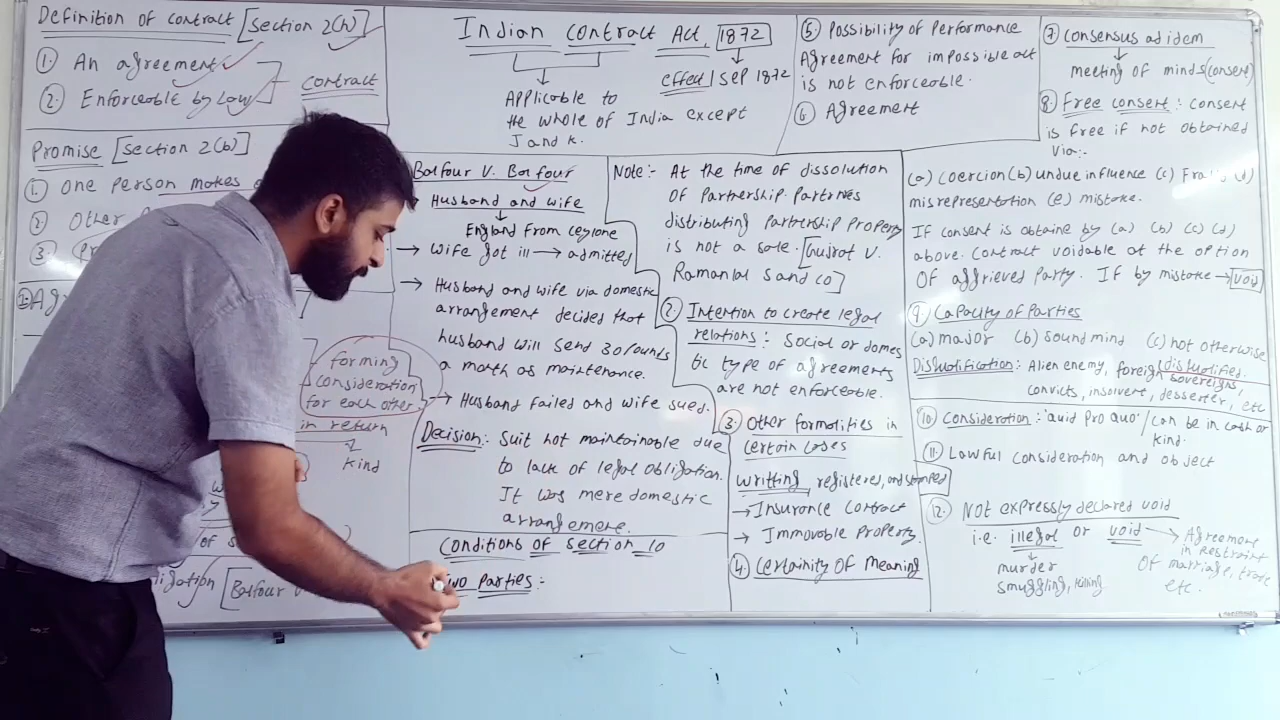 Definition of contract [section 2(h)]
1. An agreement
2. Enforceable by Law
contract
Promise [section 2(b)]
1. One person makes
2. Other
3.
forming
consideration
for each other
in return
kind
of s
ligation [Balfour
Indian contract Act, 1872
effect 1 sep 1872
Applicable to
the whole of India except
J and K.
Balfour V. Balfour
Husband and wife
England from ceylone
→ Wife got ill → admitted
→ Husband and wife via domestic
arrangement decided that
husband will send 30 Pounds
a month as maintenance.
→ Husband failed and wife sued.
Decision: Suit not maintainable due
to lack of legal obligation.
It was mere domestic
arrangement.
Conditions of section 10
Two Parties:
Note:- At the time of dissolution
of Partnership. Partrnes
distributing Partnership Property
is not a sale. [Gujrat V.
Ramanlal S and CO]
2. Intention to create legal
relations: Social or domes
tic type of agreements
are not enforceable.
3. Other formalities in
certain cases
writting, registered, and stamped
→ Insurance contract
→ Immovable Property.
4. Certainity of Meaning
5. Possibility of Performance
Agreement for impossible act
is not enforceable.
6. Agreement
7. Consensus ad idem
meeting of minds (consent)
8. Free consent: consent
is free if not obtained
via:-
(a) Coercion (b) undue influence (c) Fraud (d)
misrepresentation (e) mistake.
If consent is obtaine by (a) (b) (c) (d)
above. Contract voidable at the option
Of aggrieved party. If by mistake → void
9. Capacity of Parties
(a) major (b) sound mind (c) not otherwise
disqualified.
Disqualification: Alien enemy, foreign sovereigns,
convicts, insolvent, desserter, etc
10. Consideration: 'quid pro quo' / can be in cash or
kind.
11. Lawful consideration and object
12. Not expressly declared void
i.e. illegal or void → Agreement
in restraint
of marriage, trade
etc.
murder
smuggling, killing